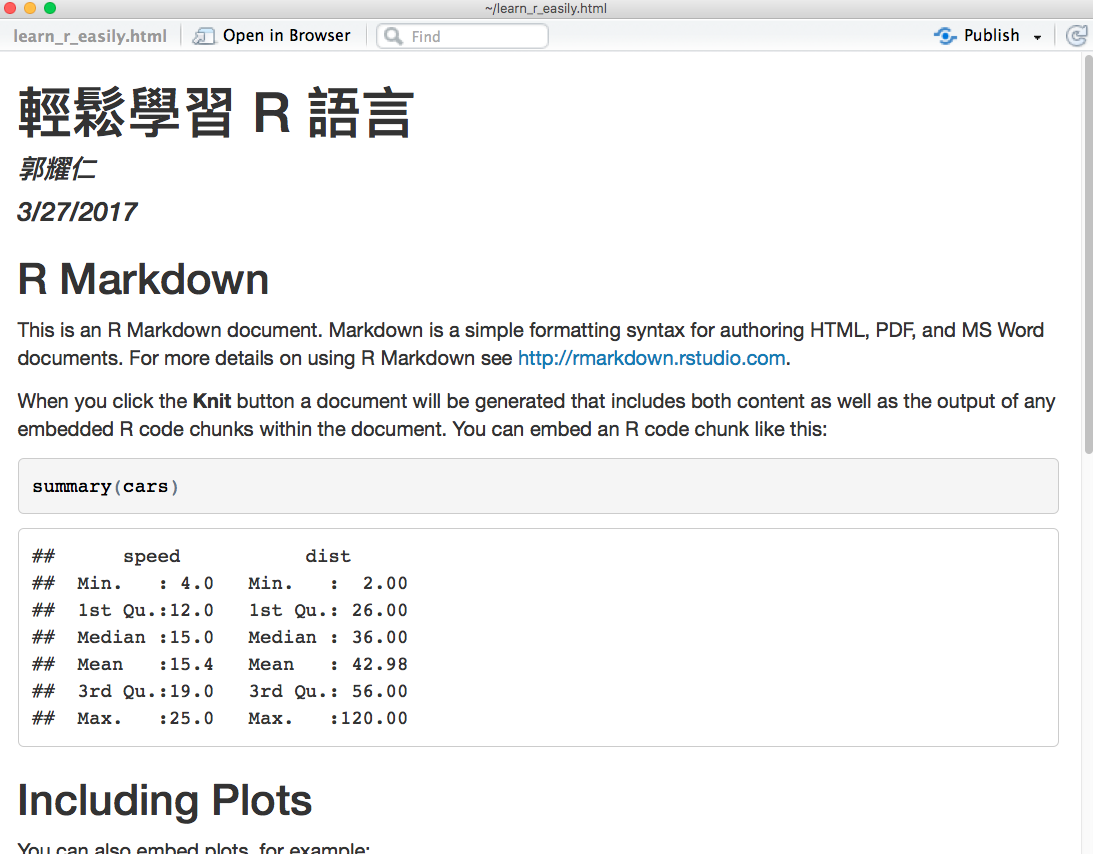 ~/learn_r_easily.html
learn_r_easily.html Open in Browser Find Publish
輕鬆學習 R 語言
郭耀仁
3/27/2017
R Markdown
This is an R Markdown document. Markdown is a simple formatting syntax for authoring HTML, PDF, and MS Word
documents. For more details on using R Markdown see http://rmarkdown.rstudio.com.
When you click the Knit button a document will be generated that includes both content as well as the output of any
embedded R code chunks within the document. You can embed an R code chunk like this:
summary(cars)
##      speed           dist
##  Min.   : 4.0   Min.   :  2.00
##  1st Qu.:12.0   1st Qu.: 26.00
##  Median :15.0   Median : 36.00
##  Mean   :15.4   Mean   : 42.98
##  3rd Qu.:19.0   3rd Qu.: 56.00
##  Max.   :25.0   Max.   :120.00
Including Plots
You can also embed plots, for example: